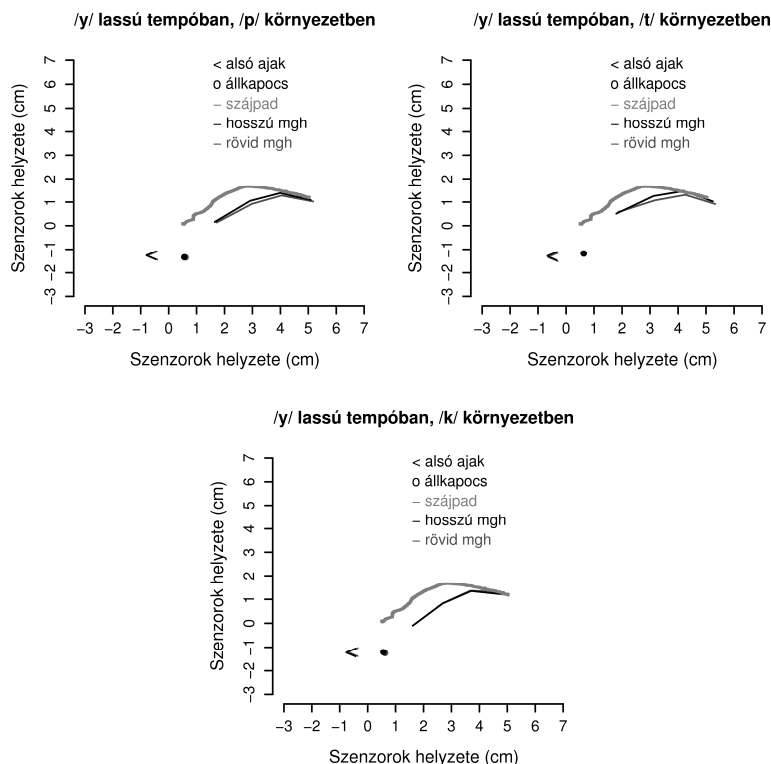 /y/ lassú tempóban, /p/ környezetben
Szenzorok helyzete (cm)
7
6
5
4
3
2
1
0
−1
−2
−3
< alsó ajak
o állkapocs
− szájpad
− hosszú mgh
− rövid mgh
−3 −2 −1 0 1 2 3 4 5 6 7
Szenzorok helyzete (cm)
/y/ lassú tempóban, /t/ környezetben
Szenzorok helyzete (cm)
7
6
5
4
3
2
1
0
−1
−2
−3
< alsó ajak
o állkapocs
− szájpad
− hosszú mgh
− rövid mgh
−3 −2 −1 0 1 2 3 4 5 6 7
Szenzorok helyzete (cm)
/y/ lassú tempóban, /k/ környezetben
Szenzorok helyzete (cm)
7
6
5
4
3
2
1
0
−1
−2
−3
< alsó ajak
o állkapocs
− szájpad
− hosszú mgh
− rövid mgh
−3 −2 −1 0 1 2 3 4 5 6 7
Szenzorok helyzete (cm)